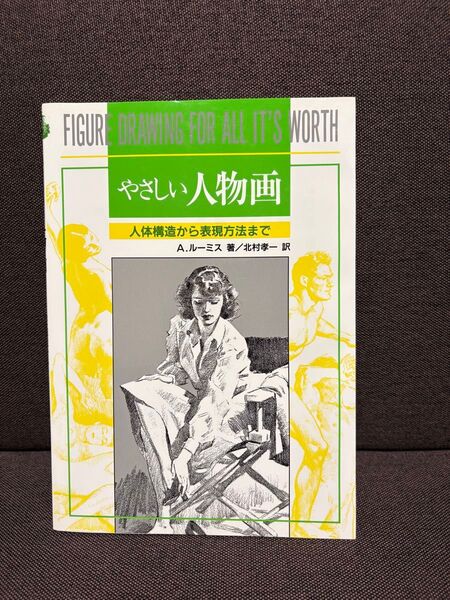 FIGURE DRAWING FOR ALL IT'S WORTH
やさしい人物画
人体構造から表現方法まで
A.ルーミス 著/北村孝一 訳